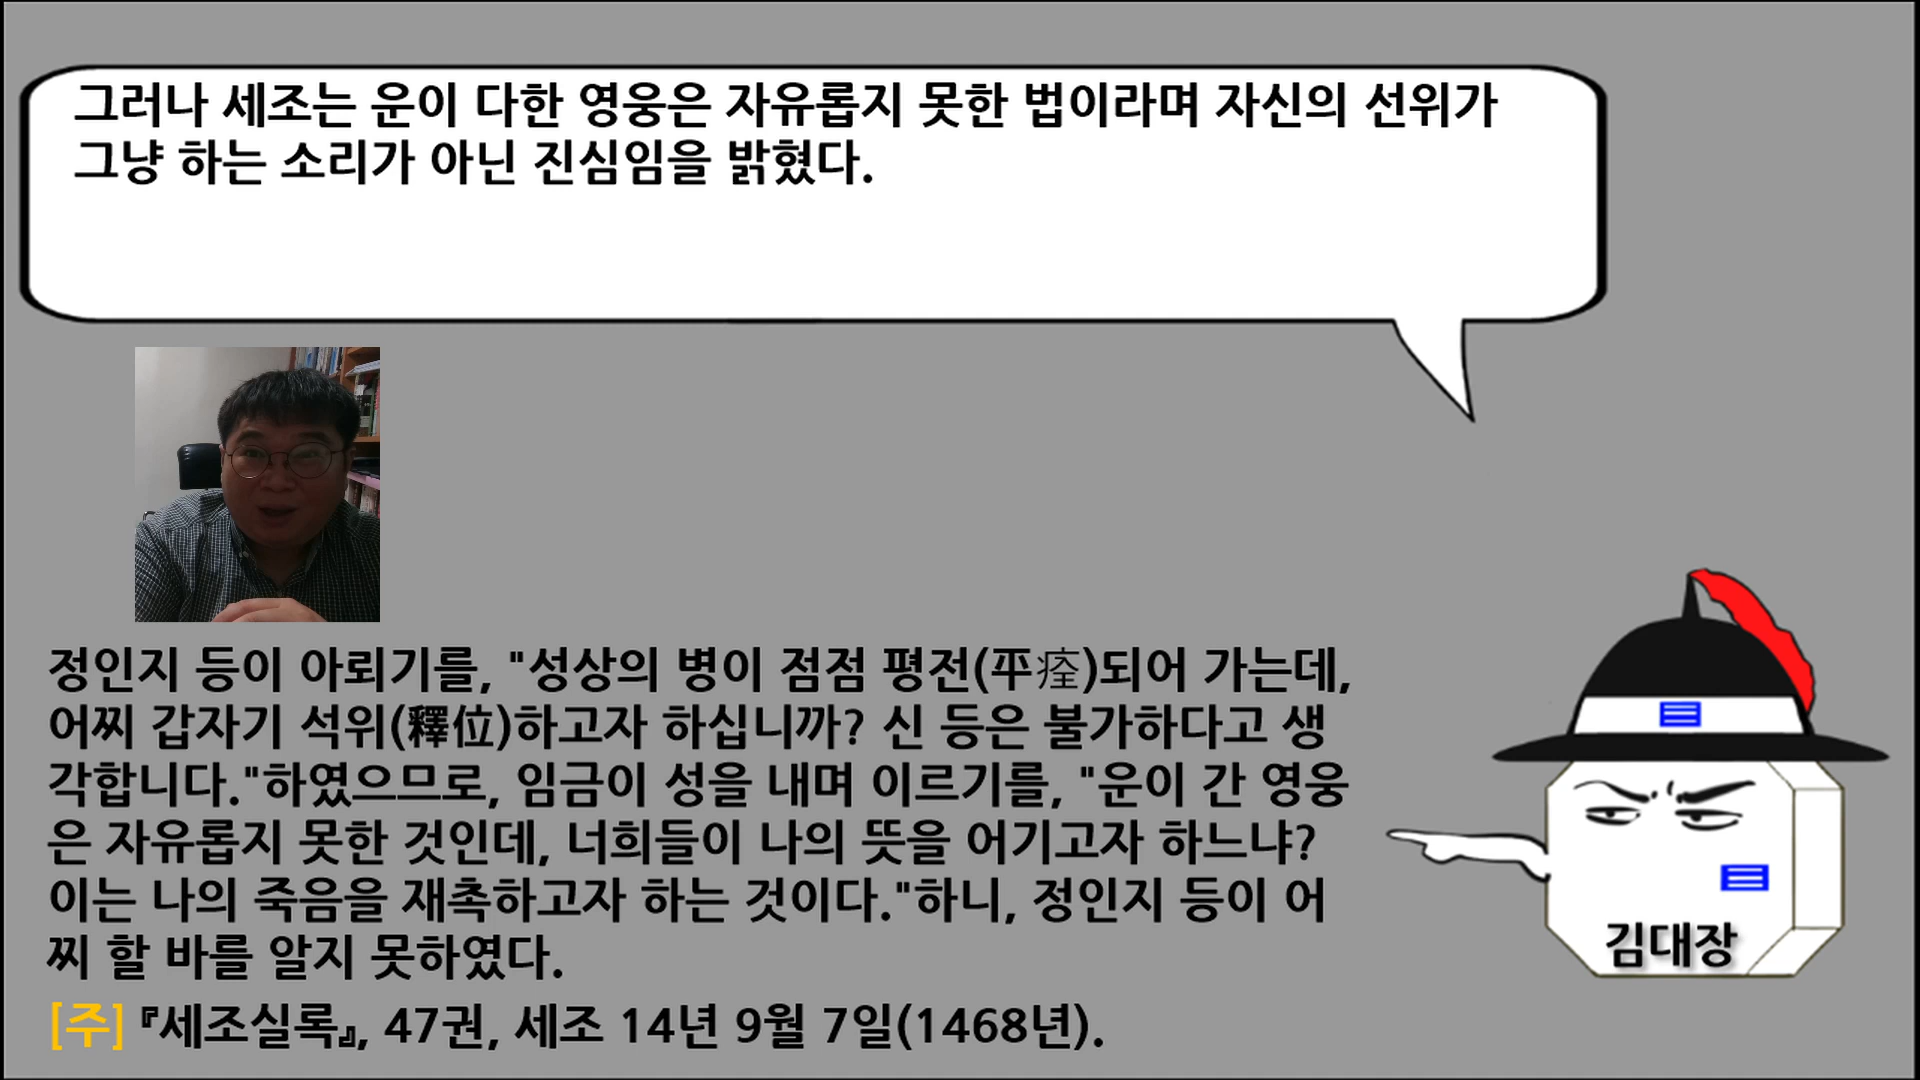 그러나 세조는 운이 다한 영웅은 자유롭지 못한 법이라며 자신의 선위가
그냥 하는 소리가 아닌 진심임을 밝혔다.
정인지 등이 아뢰기를, "성상의 병이 점점 평전(平痊)되어 가는데,
어찌 갑자기 석위(釋位)하고자 하십니까? 신 등은 불가하다고 생
각합니다."하였으므로, 임금이 성을 내며 이르기를, "운이 간 영웅
은 자유롭지 못한 것인데, 너희들이 나의 뜻을 어기고자 하느냐?
이는 나의 죽음을 재촉하고자 하는 것이다."하니, 정인지 등이 어
찌 할 바를 알지 못하였다.
[주] 『세조실록』, 47권, 세조 14년 9월 7일(1468년).
김대장